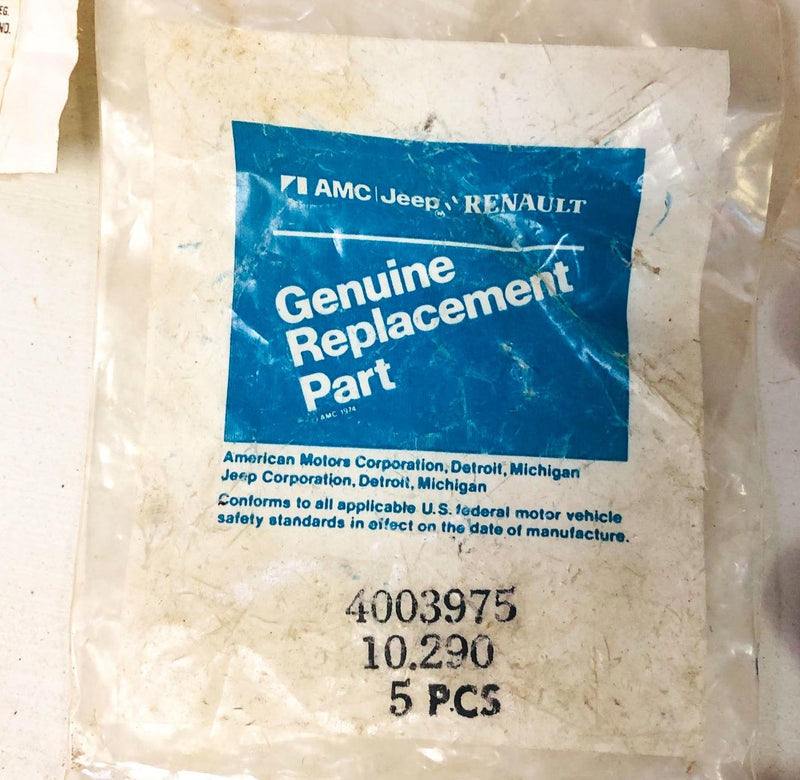 EG.
NO.
AMC | Jeep RENAULT
Genuine
Replacement
Part
AMC 1974
American Motors Corporation, Detroit, Michigan
Jeep Corporation, Detroit, Michigan
Conforms to all applicable U.S. federal motor vehicle
safety standards in effect on the date of manufacture.
4003975
10.290
5 PCS